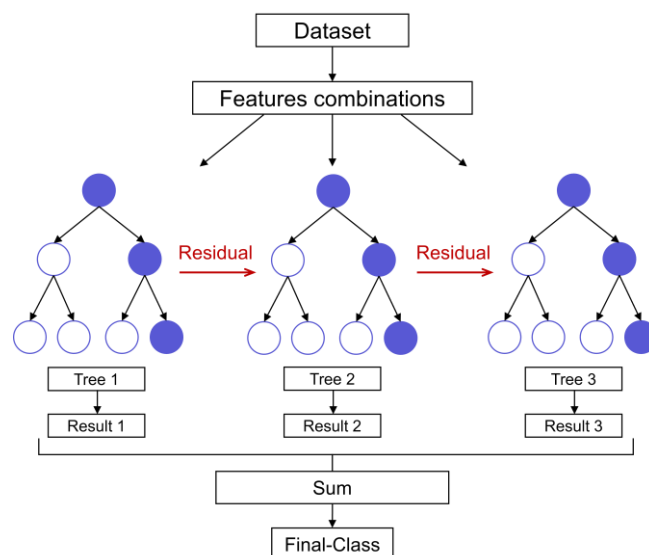 Dataset
Features combinations
Residual
Residual
Tree 1
Tree 2
Tree 3
Result 1
Result 2
Result 3
Sum
Final-Class